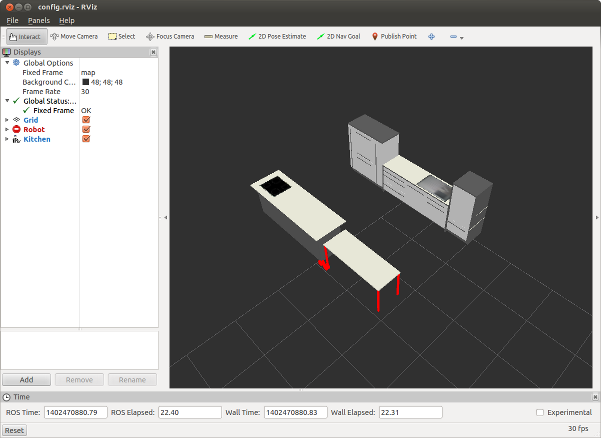 config.rviz - RViz
File Panels Help
Interact Move Camera Select Focus Camera Measure 2D Pose Estimate 2D Nav Goal Publish Point
Displays
Global Options
Fixed Frame map
Background C... 48; 48; 48
Frame Rate 30
Global Status:...
Fixed Frame OK
Grid
Robot
Kitchen
Add Remove Rename
Time
ROS Time: 1402470880.79 ROS Elapsed: 22.40 Wall Time: 1402470880.83 Wall Elapsed: 22.31 Experimental
Reset 30 fps